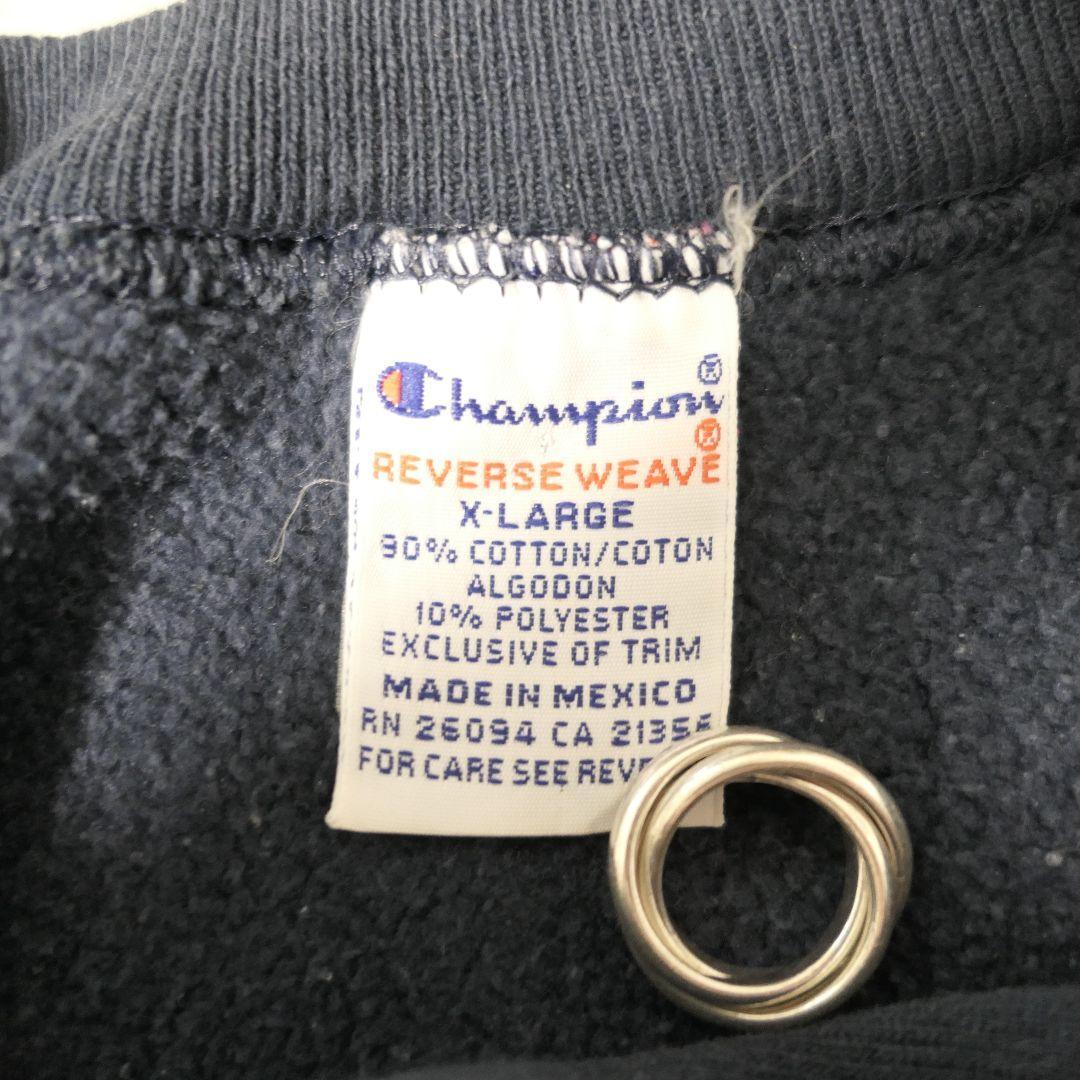 Champion®
REVERSE WEAVE®
X-LARGE
90% COTTON/COTON
ALGODON
10% POLYESTER
EXCLUSIVE OF TRIM
MADE IN MEXICO
RN 26094 CA 21356
FOR CARE SEE